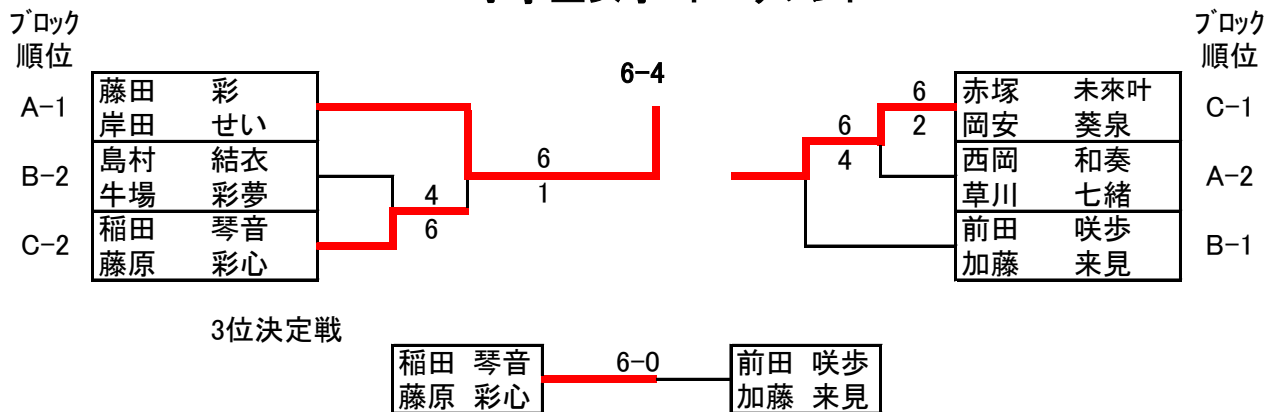 ブロック
順位
ブロック
順位
6-4
A-1
藤田 彩
岸田 せい
B-2
島村 結衣
牛場 彩夢
C-2
稲田 琴音
藤原 彩心
4
6
6
1
6
4
6
2
赤塚 未來叶
岡安 葵泉
C-1
西岡 和奏
草川 七緒
A-2
前田 咲歩
加藤 来見
B-1
3位決定戦
稲田 琴音
藤原 彩心
6-0
前田 咲歩
加藤 来見